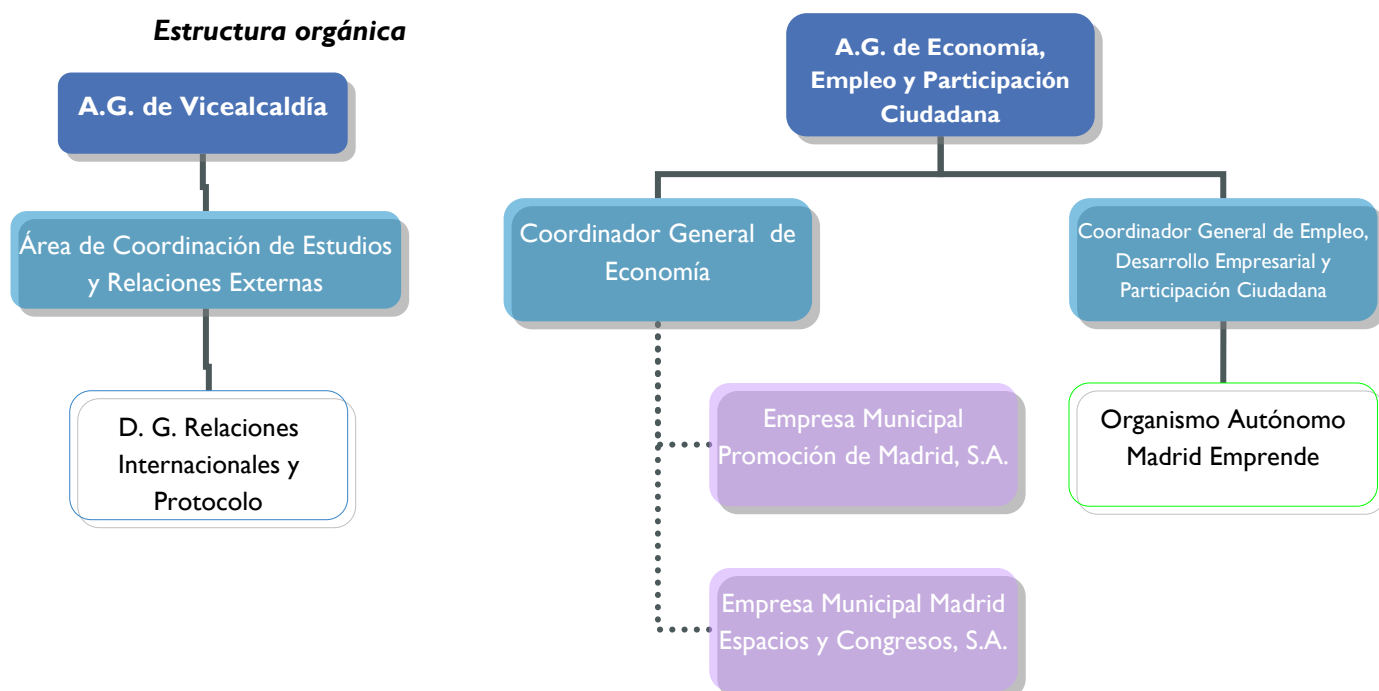 Estructura orgánica
A.G. de Vicealcaldía
Área de Coordinación de Estudios
y Relaciones Externas
D. G. Relaciones
Internacionales y
Protocolo
A.G. de Economía,
Empleo y Participación
Ciudadana
Coordinador General de
Economía
Empresa Municipal
Promoción de Madrid, S.A.
Empresa Municipal Madrid
Espacios y Congresos, S.A.
Coordinador General de Empleo,
Desarrollo Empresarial y
Participación Ciudadana
Organismo Autónomo
Madrid Emprende